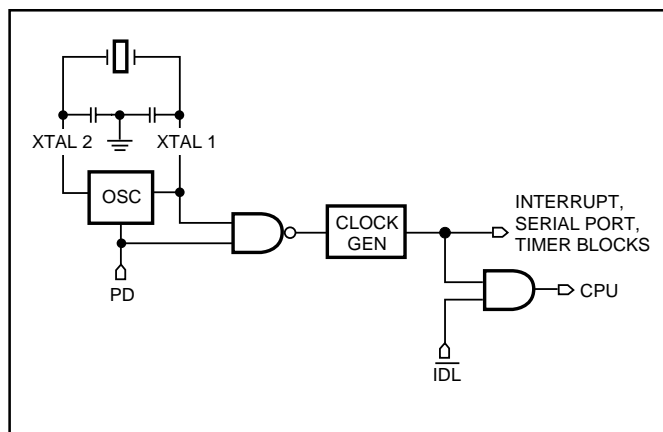 XTAL 2
XTAL 1
OSC
PD
CLOCK
GEN
INTERRUPT,
SERIAL PORT,
TIMER BLOCKS
CPU
IDL